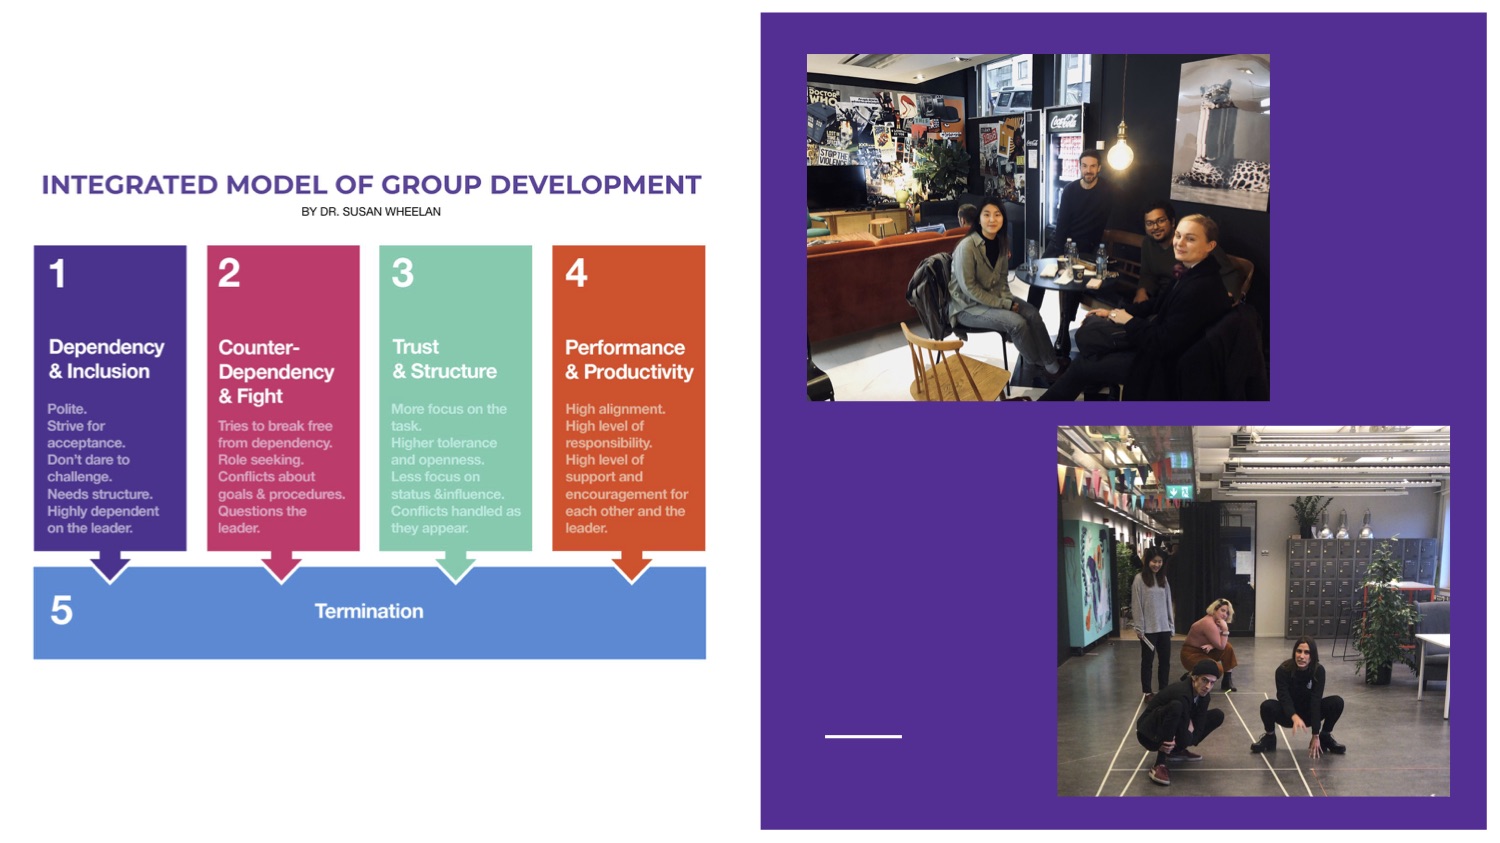 INTEGRATED MODEL OF GROUP DEVELOPMENT
BY DR. SUSAN WHEELAN
1
Dependency
& Inclusion
Polite.
Strive for
acceptance.
Don't dare to
challenge.
Needs structure.
Highly dependent
on the leader.
2
Counter-
Dependency
& Fight
Tries to break free
from dependency.
Role seeking.
Conflicts about
goals & procedures.
Questions the
leader.
3
Trust
& Structure
More focus on the
task.
Higher tolerance
and openness.
Less focus on
status &influence.
Conflicts handled as
they appear.
4
Performance
& Productivity
High alignment.
High level of
responsibility.
High level of
support and
encouragement for
each other and the
leader.
5
Termination
DOCTOR
WHO
STOP THE
VIOLENCE
Coca-Cola